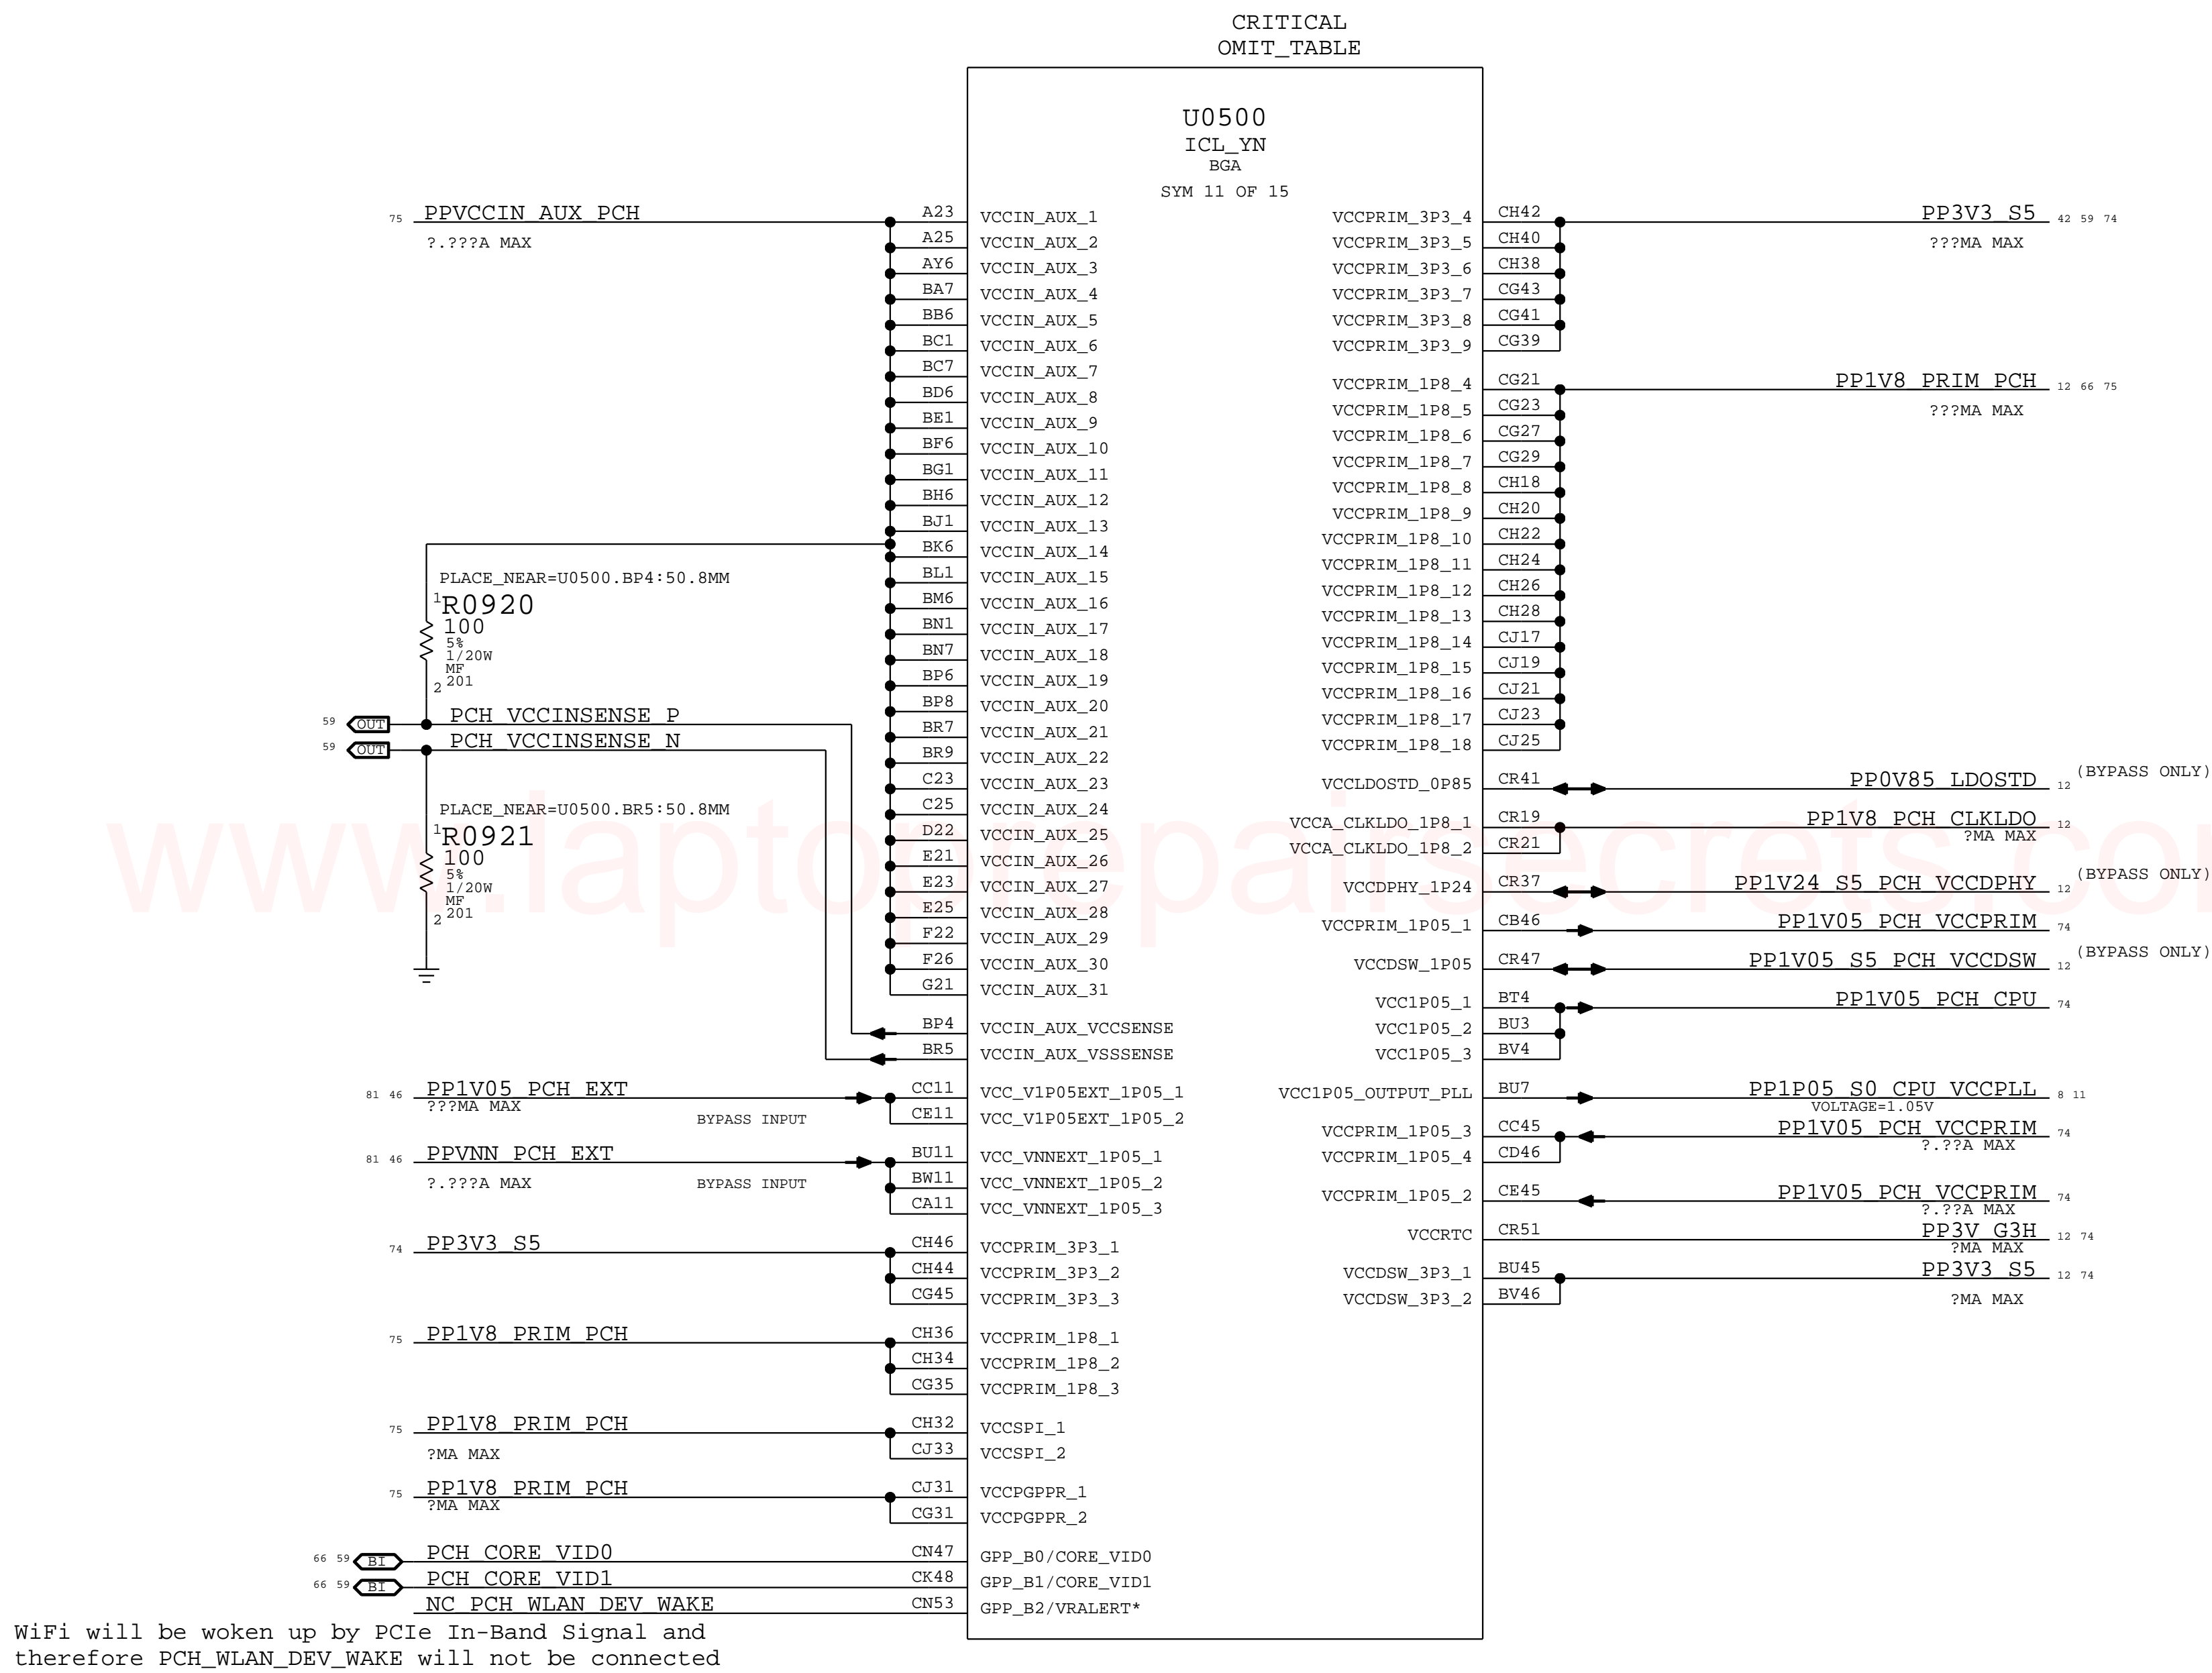 CRITICAL
OMIT_TABLE
U0500
ICL_YN
BGA
SYM 11 OF 15
75 PPVCCIN_AUX_PCH
?.???A MAX
A23 VCCIN_AUX_1
A25 VCCIN_AUX_2
AY6 VCCIN_AUX_3
BA7 VCCIN_AUX_4
BB6 VCCIN_AUX_5
BC1 VCCIN_AUX_6
BC7 VCCIN_AUX_7
BD6 VCCIN_AUX_8
BE1 VCCIN_AUX_9
BF6 VCCIN_AUX_10
BG1 VCCIN_AUX_11
BH6 VCCIN_AUX_12
BJ1 VCCIN_AUX_13
BK6 VCCIN_AUX_14
BL1 VCCIN_AUX_15
BM6 VCCIN_AUX_16
BN1 VCCIN_AUX_17
BN7 VCCIN_AUX_18
BP6 VCCIN_AUX_19
BP8 VCCIN_AUX_20
BR7 VCCIN_AUX_21
BR9 VCCIN_AUX_22
C23 VCCIN_AUX_23
C25 VCCIN_AUX_24
D22 VCCIN_AUX_25
E21 VCCIN_AUX_26
E23 VCCIN_AUX_27
E25 VCCIN_AUX_28
F22 VCCIN_AUX_29
F26 VCCIN_AUX_30
G21 VCCIN_AUX_31
PLACE_NEAR=U0500.BP4:50.8MM
1 R0920
100
5%
1/20W
MF
2 201
59 OUT PCH_VCCINSENSE_P
59 OUT PCH_VCCINSENSE_N
PLACE_NEAR=U0500.BR5:50.8MM
1 R0921
100
5%
1/20W
MF
2 201
BP4 VCCIN_AUX_VCCSENSE
BR5 VCCIN_AUX_VSSSENSE
81 46 PP1V05_PCH_EXT
???MA MAX
BYPASS INPUT
CC11 VCC_V1P05EXT_1P05_1
CE11 VCC_V1P05EXT_1P05_2
81 46 PPVNN_PCH_EXT
?.???A MAX
BYPASS INPUT
BU11 VCC_VNNEXT_1P05_1
BW11 VCC_VNNEXT_1P05_2
CA11 VCC_VNNEXT_1P05_3
74 PP3V3_S5
CH46 VCCPRIM_3P3_1
CH44 VCCPRIM_3P3_2
CG45 VCCPRIM_3P3_3
75 PP1V8_PRIM_PCH
CH36 VCCPRIM_1P8_1
CH34 VCCPRIM_1P8_2
CG35 VCCPRIM_1P8_3
75 PP1V8_PRIM_PCH
?MA MAX
CH32 VCCSPI_1
CJ33 VCCSPI_2
75 PP1V8_PRIM_PCH
?MA MAX
CJ31 VCCPGPPR_1
CG31 VCCPGPPR_2
66 59 BI PCH_CORE_VID0 CN47 GPP_B0/CORE_VID0
66 59 BI PCH_CORE_VID1 CK48 GPP_B1/CORE_VID1
NC_PCH_WLAN_DEV_WAKE CN53 GPP_B2/VRALERT*
WiFi will be woken up by PCIe In-Band Signal and
therefore PCH_WLAN_DEV_WAKE will not be connected
VCCPRIM_3P3_4 CH42 PP3V3_S5 42 59 74
???MA MAX
VCCPRIM_3P3_5 CH40
VCCPRIM_3P3_6 CH38
VCCPRIM_3P3_7 CG43
VCCPRIM_3P3_8 CG41
VCCPRIM_3P3_9 CG39
VCCPRIM_1P8_4 CG21 PP1V8_PRIM_PCH 12 66 75
???MA MAX
VCCPRIM_1P8_5 CG23
VCCPRIM_1P8_6 CG27
VCCPRIM_1P8_7 CG29
VCCPRIM_1P8_8 CH18
VCCPRIM_1P8_9 CH20
VCCPRIM_1P8_10 CH22
VCCPRIM_1P8_11 CH24
VCCPRIM_1P8_12 CH26
VCCPRIM_1P8_13 CH28
VCCPRIM_1P8_14 CJ17
VCCPRIM_1P8_15 CJ19
VCCPRIM_1P8_16 CJ21
VCCPRIM_1P8_17 CJ23
VCCPRIM_1P8_18 CJ25
VCCLDOSTD_0P85 CR41 PP0V85_LDOSTD 12 (BYPASS ONLY)
VCCA_CLKLDO_1P8_1 CR19 PP1V8_PCH_CLKLDO 12
?MA MAX
VCCA_CLKLDO_1P8_2 CR21
VCCDPHY_1P24 CR37 PP1V24_S5_PCH_VCCDPHY 12 (BYPASS ONLY)
VCCPRIM_1P05_1 CB46 PP1V05_PCH_VCCPRIM 74
VCCDSW_1P05 CR47 PP1V05_S5_PCH_VCCDSW 12 (BYPASS ONLY)
VCC1P05_1 BT4 PP1V05_PCH_CPU 74
VCC1P05_2 BU3
VCC1P05_3 BV4
VCC1P05_OUTPUT_PLL BU7 PP1P05_S0_CPU_VCCPLL 8 11
VOLTAGE=1.05V
VCCPRIM_1P05_3 CC45 PP1V05_PCH_VCCPRIM 74
?.??A MAX
VCCPRIM_1P05_4 CD46
VCCPRIM_1P05_2 CE45 PP1V05_PCH_VCCPRIM 74
?.??A MAX
VCCRTC CR51 PP3V_G3H 12 74
?MA MAX
VCCDSW_3P3_1 BU45 PP3V3_S5 12 74
VCCDSW_3P3_2 BV46
?MA MAX
www.laptoprepairsecrets.co